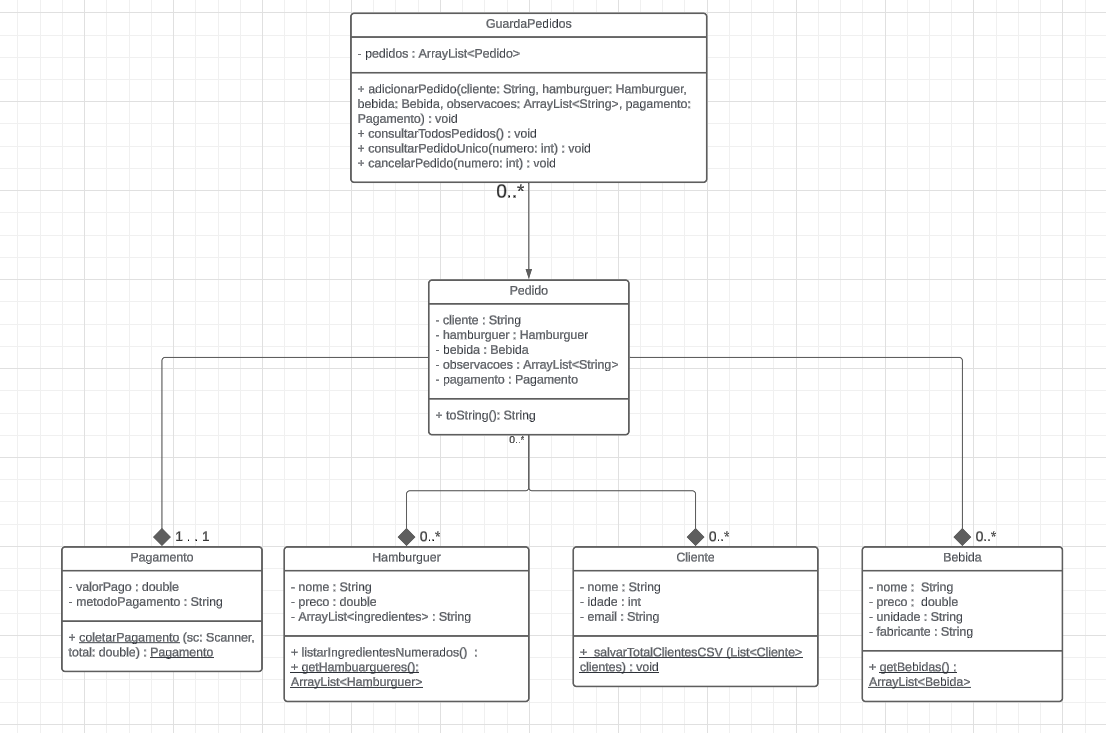 GuardaPedidos
- pedidos : ArrayList<Pedido>
+ adicionarPedido(cliente: String, hamburguer: Hamburguer,
bebida: Bebida, observacoes: ArrayList<String>, pagamento:
Pagamento) : void
+ consultarTodosPedidos() : void
+ consultarPedidoUnico(numero: int) : void
+ cancelarPedido(numero: int) : void
0..*
Pedido
- cliente : String
- hamburguer : Hamburguer
- bebida : Bebida
- observacoes : ArrayList<String>
- pagamento : Pagamento
+ toString(): String
0..*
1 . . 1
Pagamento
- valorPago : double
- metodoPagamento : String
+ coletarPagamento (sc: Scanner,
total: double) : Pagamento
0..*
Hamburguer
- nome : String
- preco : double
- ArrayList<ingredientes> : String
+ listarIngredientesNumerados() :
+ getHambuargueres():
ArrayList<Hamburguer>
0..*
Cliente
- nome : String
- idade : int
- email : String
+ salvarTotalClientesCSV (List<Cliente>
clientes) : void
0..*
Bebida
- nome : String
- preco : double
- unidade : String
- fabricante : String
+ getBebidas() :
ArrayList<Bebida>